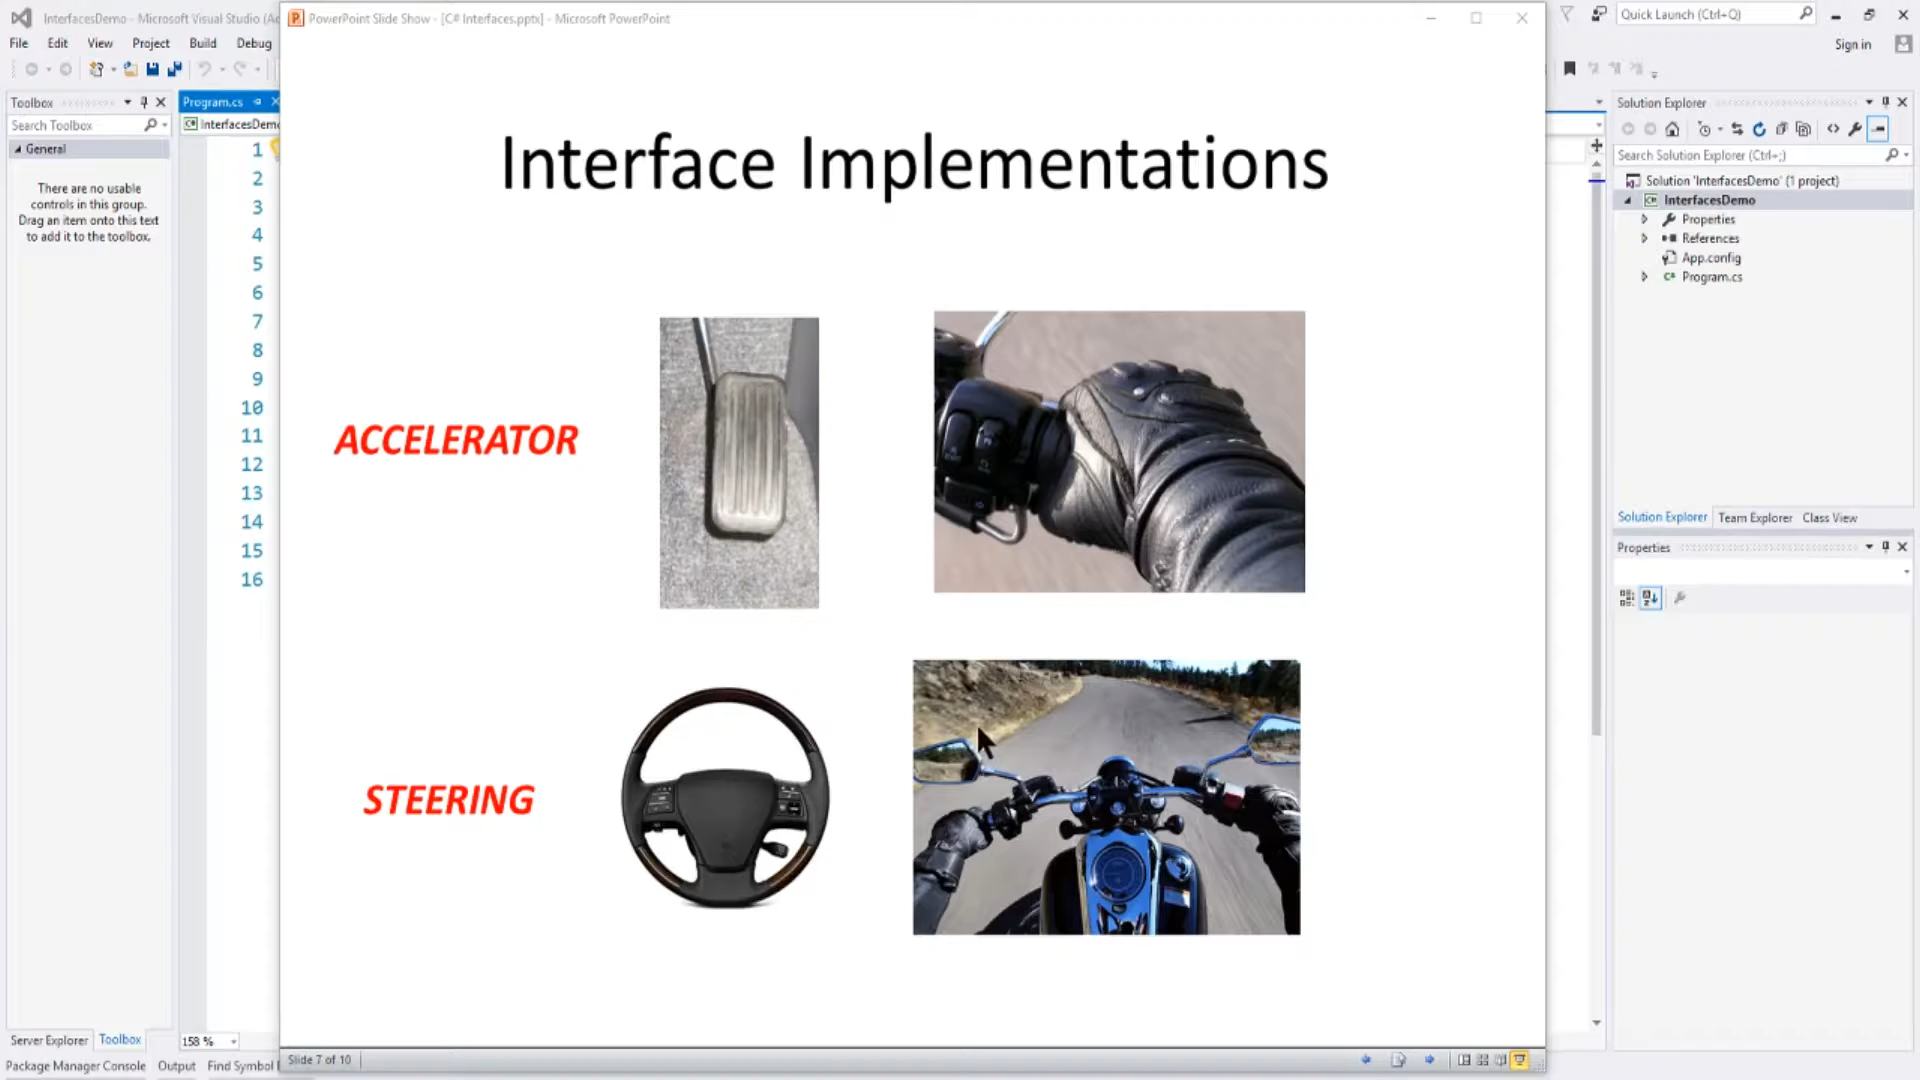 InterfacesDemo - Microsoft Visual Studio
PowerPoint Slide Show - [C# Interfaces.pptx] - Microsoft PowerPoint
Quick Launch (Ctrl+Q)
File Edit View Project Build Debug
Sign in
Toolbox
Program.cs
Solution Explorer
Search Toolbox
InterfacesDemo
General
There are no usable
controls in this group.
Drag an item onto this text
to add it to the toolbox.
1
2
3
4
5
6
7
8
9
10
11
12
13
14
15
16
Interface Implementations
ACCELERATOR
STEERING
Search Solution Explorer (Ctrl+;)
Solution 'InterfacesDemo' (1 project)
InterfacesDemo
Properties
References
App.config
Program.cs
Solution Explorer Team Explorer Class View
Properties
Server Explorer Toolbox
158 %
Package Manager Console Output Find Symbol
Slide 7 of 10